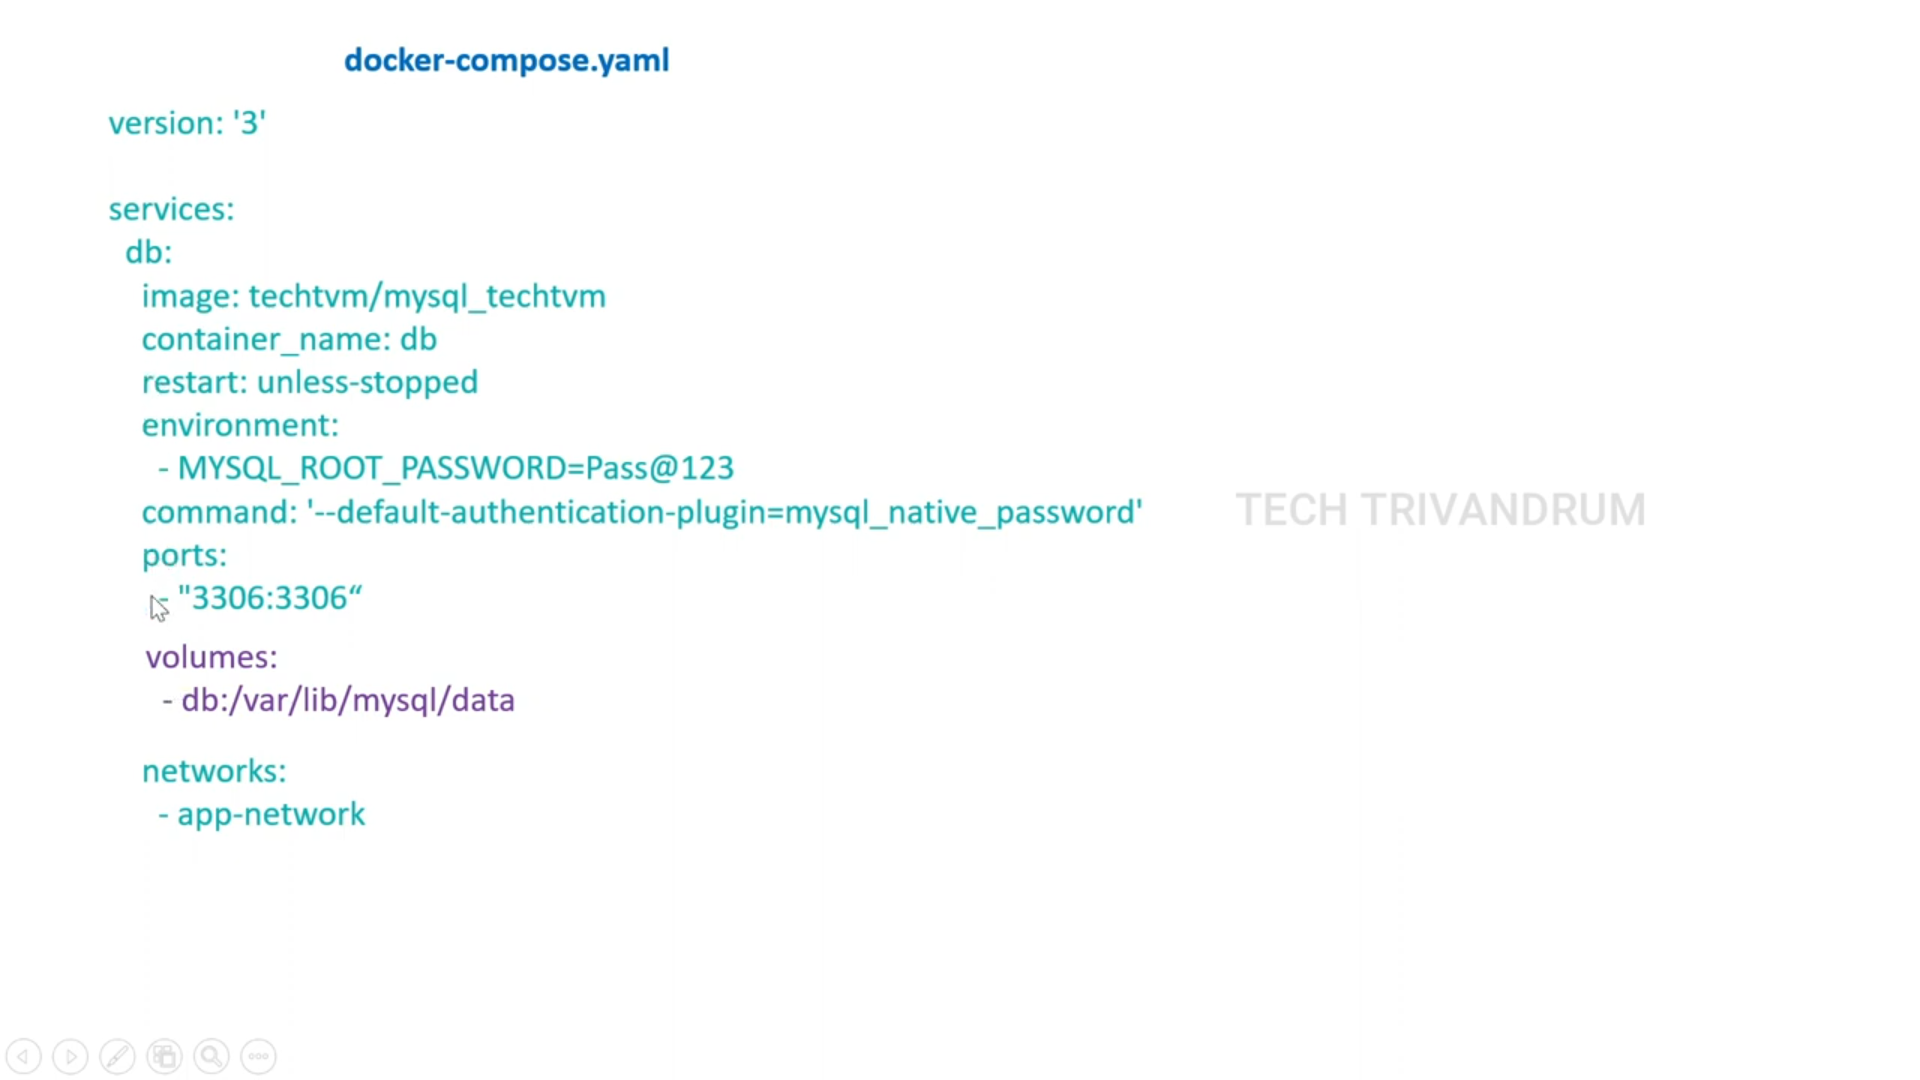 docker-compose.yaml
version: '3'
services:
db:
image: techtvm/mysql_techtvm
container_name: db
restart: unless-stopped
environment:
- MYSQL_ROOT_PASSWORD=Pass@123
command: '--default-authentication-plugin=mysql_native_password'
TECH TRIVANDRUM
ports:
- "3306:3306“
volumes:
- db:/var/lib/mysql/data
networks:
- app-network